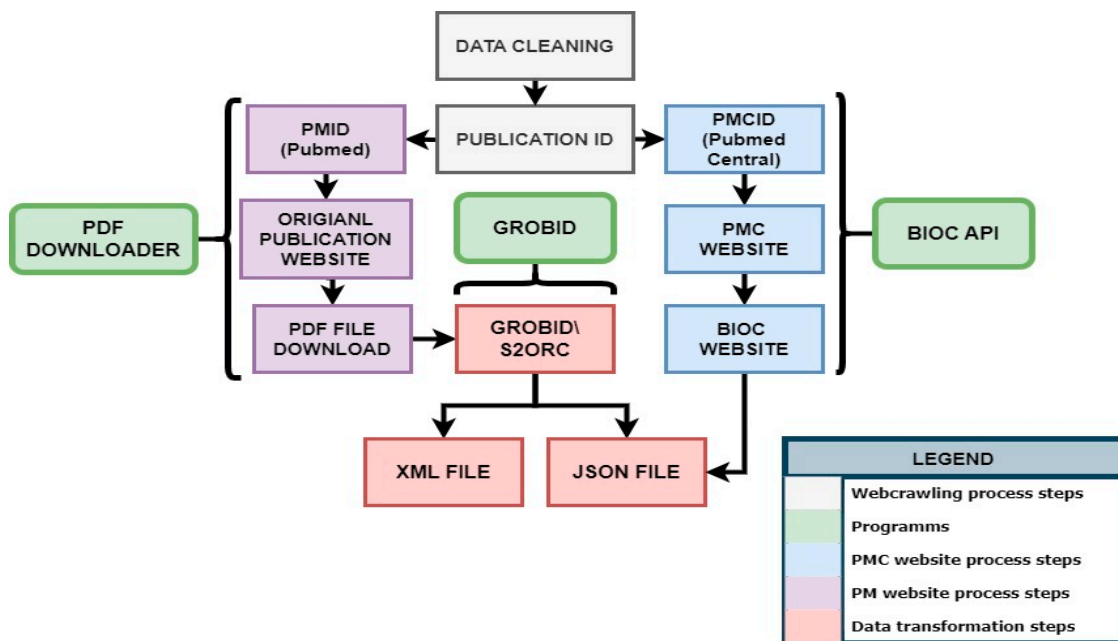 DATA CLEANING
PMID
(Pubmed)
PUBLICATION ID
PMCID
(Pubmed
Central)
PDF
DOWNLOADER
ORIGIANL
PUBLICATION
WEBSITE
GROBID
PMC
WEBSITE
BIOC API
PDF FILE
DOWNLOAD
GROBID\
S2ORC
BIOC
WEBSITE
XML FILE
JSON FILE
LEGEND
Webcrawling process steps
Programms
PMC website process steps
PM website process steps
Data transformation steps